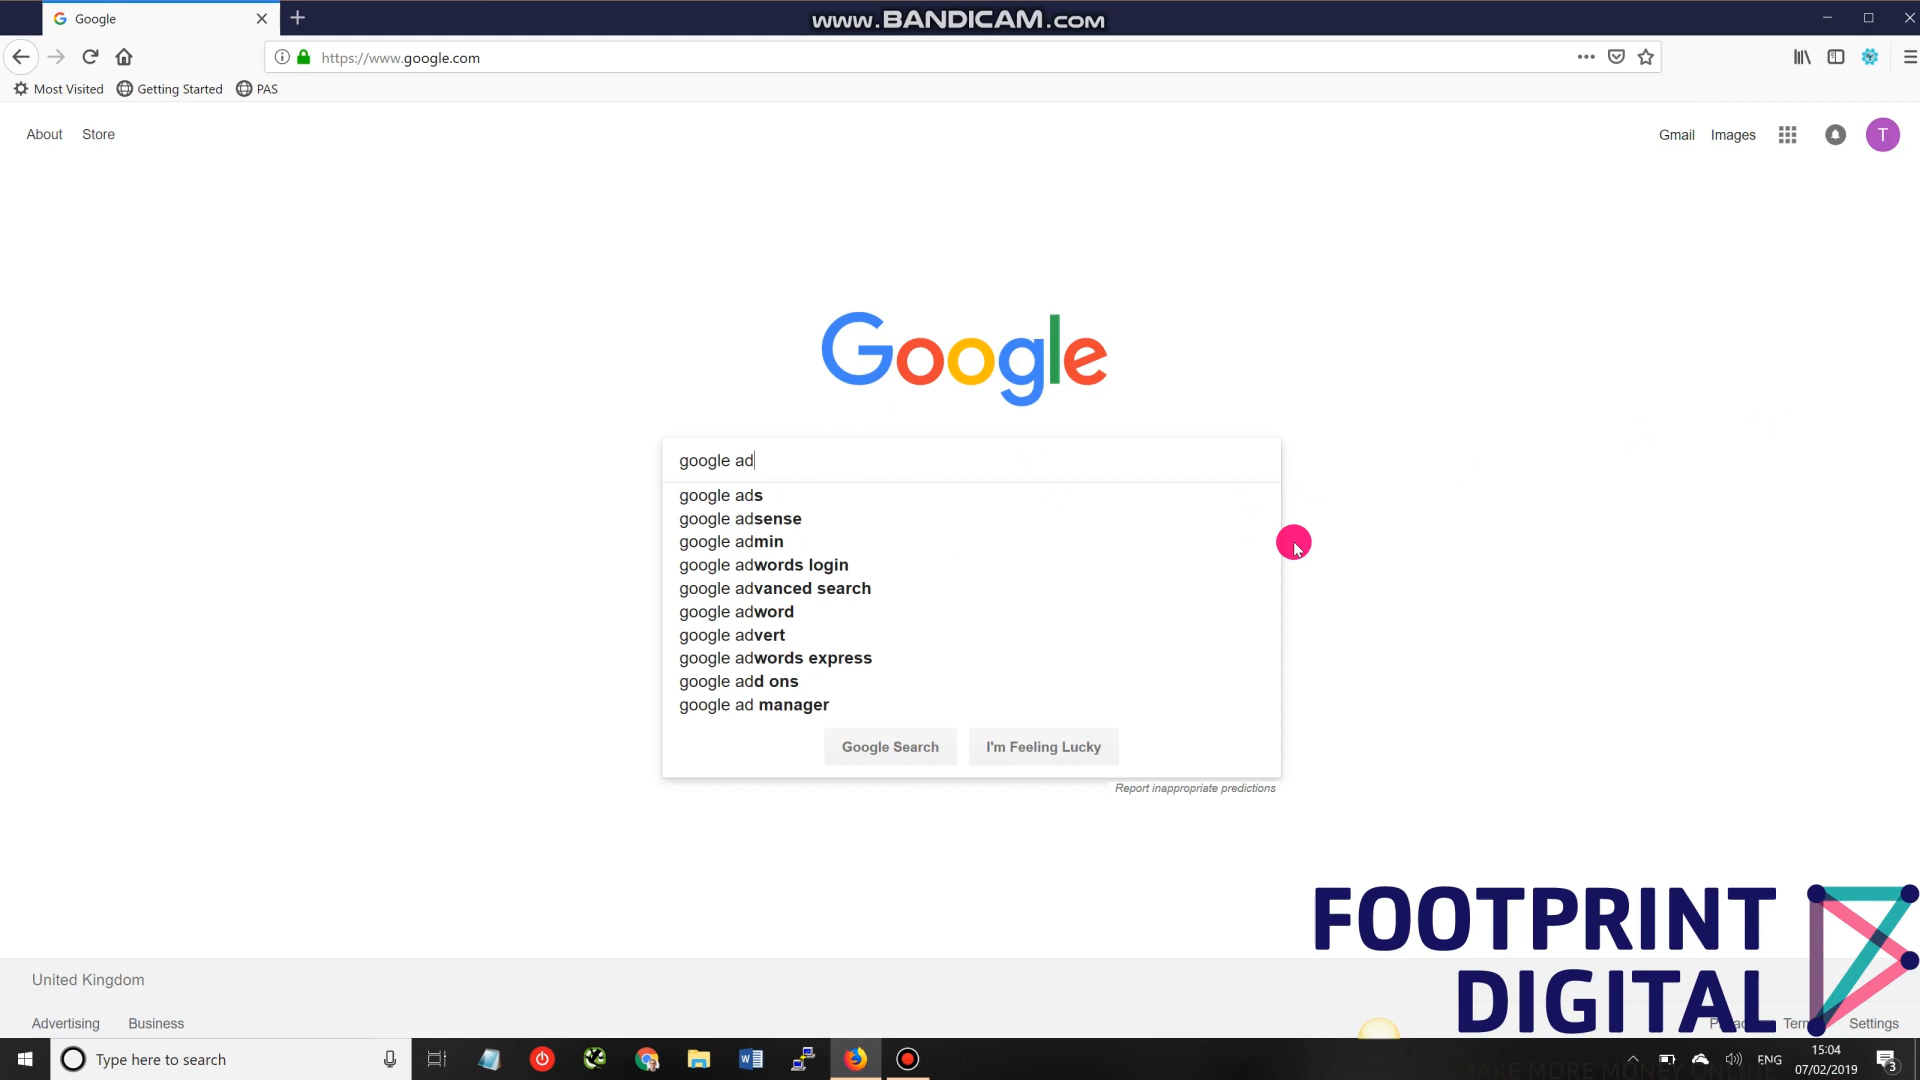 Google
www.BANDICAM.com
https://www.google.com
Most Visited
Getting Started
PAS
About
Store
Gmail
Images
T
Google
google ad
google ads
google adsense
google admin
google adwords login
google advanced search
google adword
google advert
google adwords express
google add ons
google ad manager
Google Search
I'm Feeling Lucky
Report inappropriate predictions
FOOTPRINT
DIGITAL
United Kingdom
Advertising
Business
Settings
Type here to search
ENG
15:04
07/02/2019
3